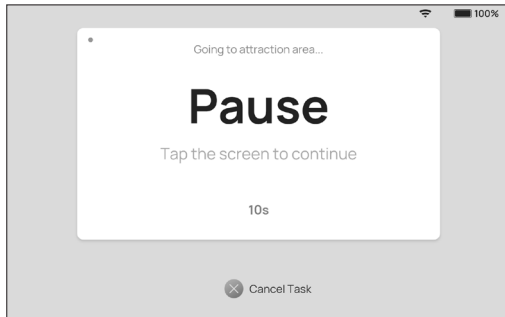 100%
Going to attraction area...
Pause
Tap the screen to continue
10s
Cancel Task